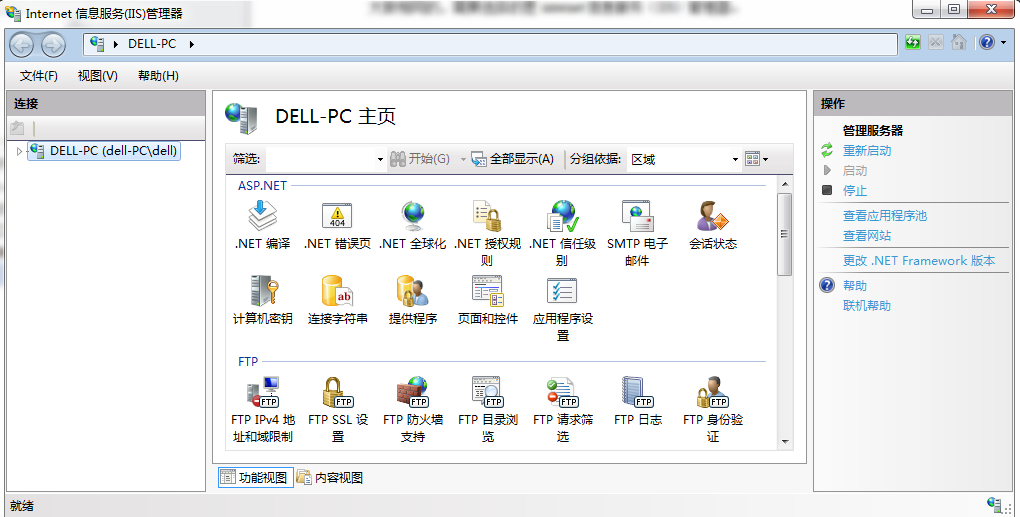 Internet 信息服务(IIS)管理器
DELL-PC
文件(F) 视图(V) 帮助(H)
连接
DELL-PC (dell-PC\dell)
DELL-PC 主页
筛选: 开始(G) 全部显示(A) 分组依据: 区域
ASP.NET
.NET 编译
.NET 错误页
404
.NET 全球化
.NET 授权规
则
.NET 信任级
别
SMTP 电子
邮件
会话状态
计算机密钥
ab
连接字符串
提供程序
页面和控件
应用程序设
置
FTP
FTP
FTP IPv4 地
址和域限制
FTP
FTP SSL 设
置
FTP
FTP 防火墙
支持
FTP
FTP 目录浏
览
FTP
FTP 请求筛
选
FTP
FTP 日志
FTP
FTP 身份验
证
功能视图 内容视图
操作
管理服务器
重新启动
启动
停止
查看应用程序池
查看网站
更改 .NET Framework 版本
帮助
联机帮助
就绪